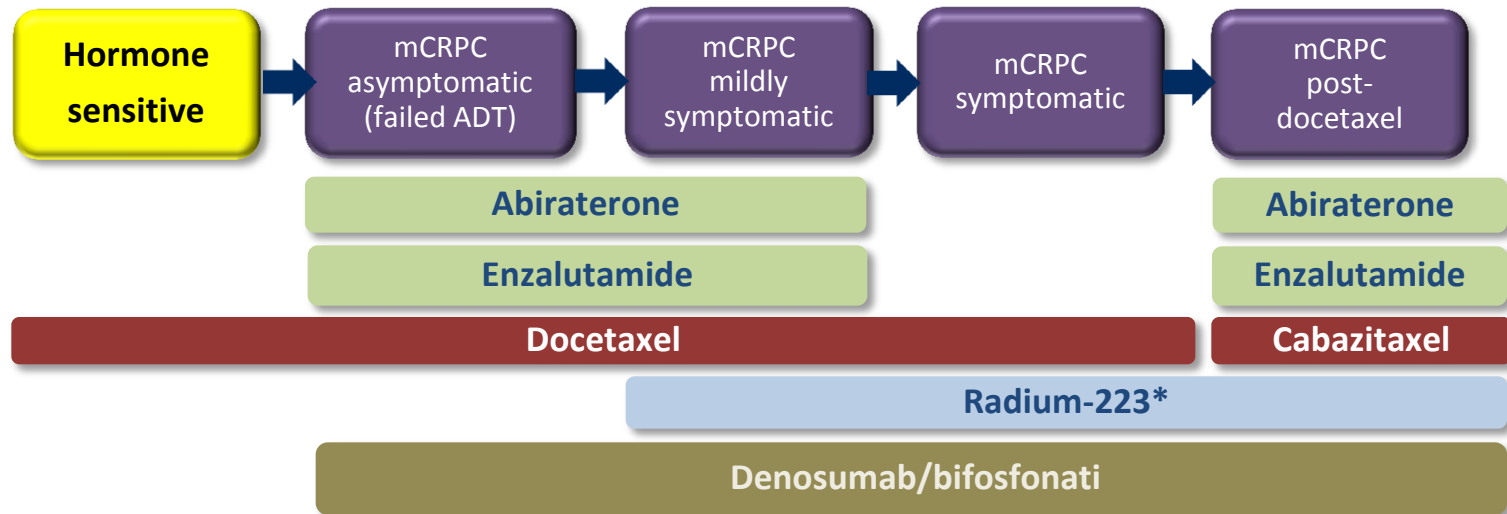 Hormone
sensitive
mCRPC
asymptomatic
(failed ADT)
mCRPC
mildly
symptomatic
mCRPC
symptomatic
mCRPC
post-
docetaxel
Abiraterone
Abiraterone
Enzalutamide
Enzalutamide
Docetaxel
Cabazitaxel
Radium-223*
Denosumab/bifosfonati